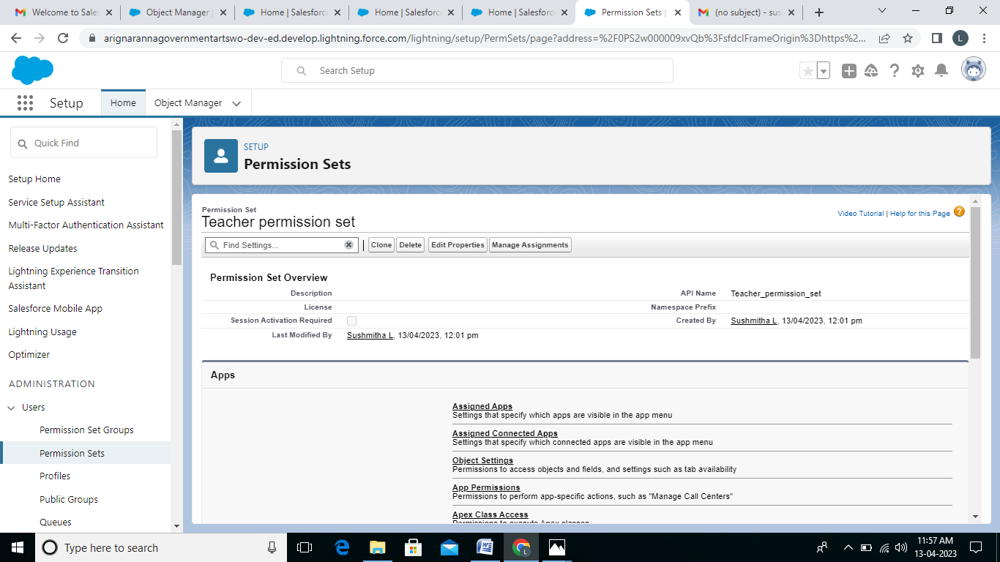 Welcome to Sales
Object Manager |
Home | Salesforc
Home | Salesforc
Home | Salesforc
Permission Sets |
(no subject) - sus
arignarannagovernmentartswo-dev-ed.develop.lightning.force.com/lightning/setup/PermSets/page?address=%2F0PS2w000009xvQb%3FsfdcIFrameOrigin%3Dhttps%2...
L
Search Setup
Setup
Home
Object Manager
Quick Find
Setup Home
Service Setup Assistant
Multi-Factor Authentication Assistant
Release Updates
Lightning Experience Transition
Assistant
Salesforce Mobile App
Lightning Usage
Optimizer
ADMINISTRATION
Users
Permission Set Groups
Permission Sets
Profiles
Public Groups
Queues
SETUP
Permission Sets
Permission Set
Teacher permission set
Video Tutorial | Help for this Page
Find Settings...
Clone Delete Edit Properties Manage Assignments
Permission Set Overview
Description
API Name Teacher_permission_set
License
Namespace Prefix
Session Activation Required
Created By Sushmitha L, 13/04/2023, 12:01 pm
Last Modified By Sushmitha L, 13/04/2023, 12:01 pm
Apps
Assigned Apps
Settings that specify which apps are visible in the app menu
Assigned Connected Apps
Settings that specify which connected apps are visible in the app menu
Object Settings
Permissions to access objects and fields, and settings such as tab availability
App Permissions
Permissions to perform app-specific actions, such as "Manage Call Centers"
Apex Class Access
Permissions to execute Apex classes
Type here to search
11:57 AM
13-04-2023